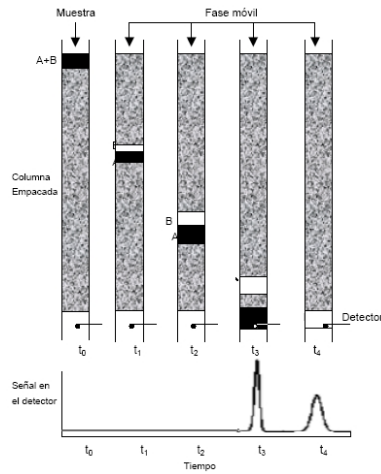 Muestra
Fase móvil
A+B
B
A
Columna
Empacada
B
A
Detector
t0
t1
t2
t3
t4
Señal en
el detector
t0
t1
t2
t3
t4
Tiempo